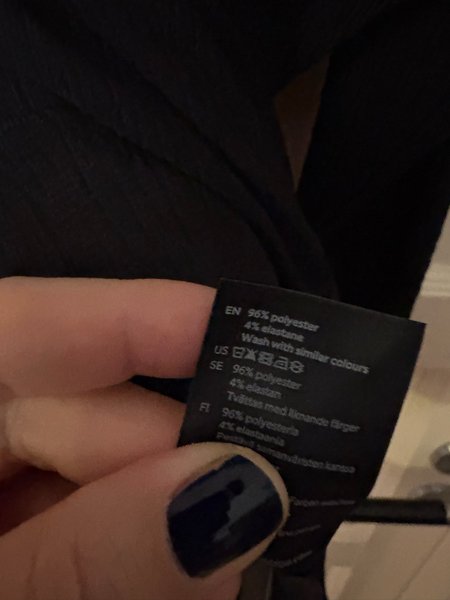 EN 96% polyester
4% elastane
Wash with similar colours
US
SE 96% polyester
4% elastan
Tvättas med liknande färger
FI 96% polyesteria
4% elastaania